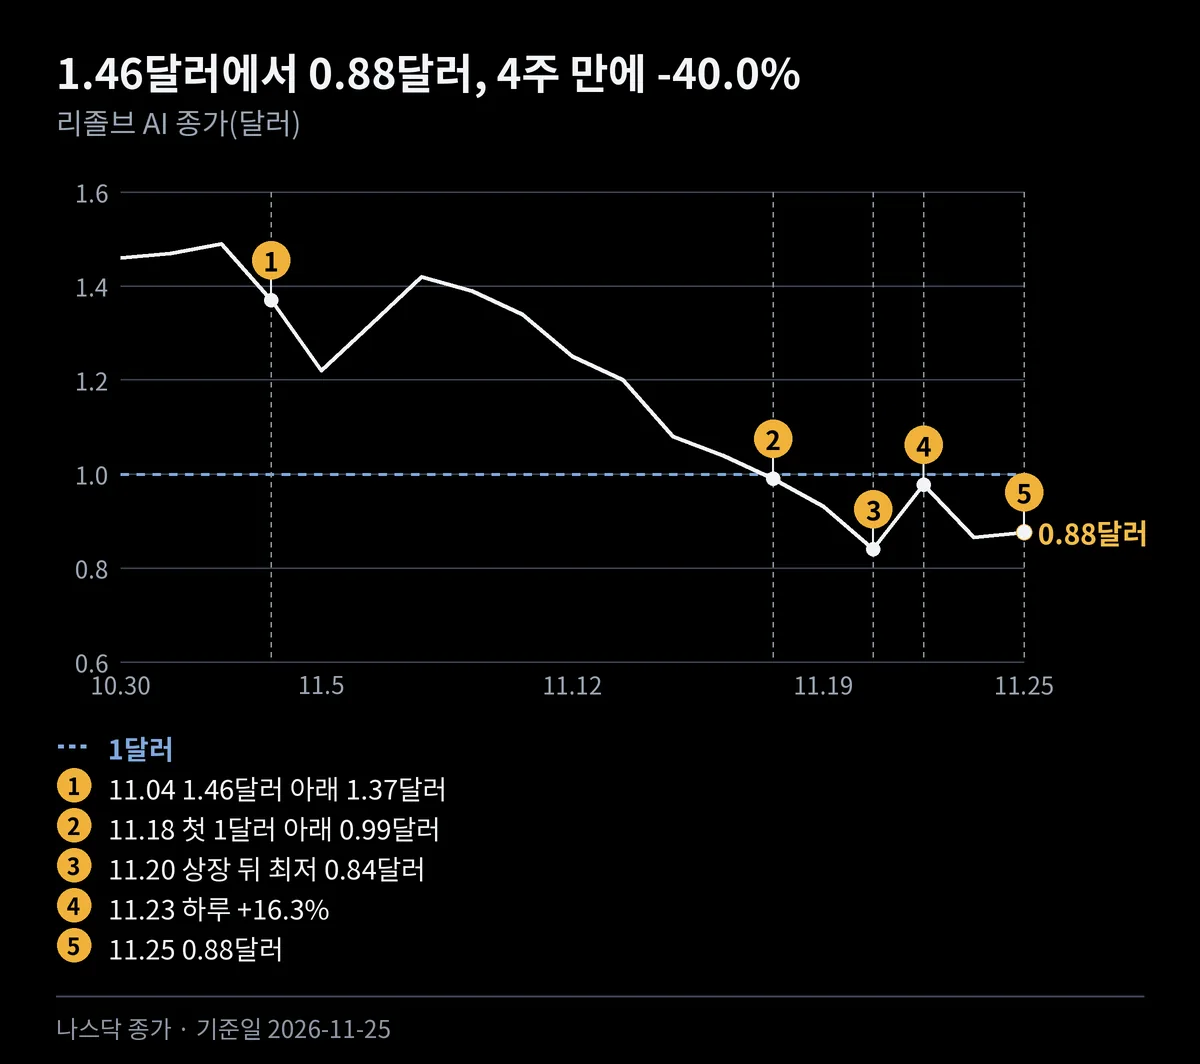 1.46달러에서 0.88달러, 4주 만에 -40.0%
리졸브 AI 종가(달러)
1.6
1.4
1.2
1.0
0.8
0.6
1
2
3
4
5
0.88달러
10.30 11.5 11.12 11.19 11.25
1달러
1 11.04 1.46달러 아래 1.37달러
2 11.18 첫 1달러 아래 0.99달러
3 11.20 상장 뒤 최저 0.84달러
4 11.23 하루 +16.3%
5 11.25 0.88달러
나스닥 종가 · 기준일 2026-11-25